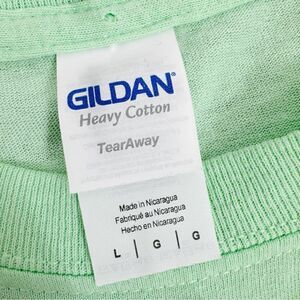 GILDAN®
Heavy Cotton
TearAway
Made in Nicaragua
Fabriqué au Nicaragua
Hecho en Nicaragua
L | G | G